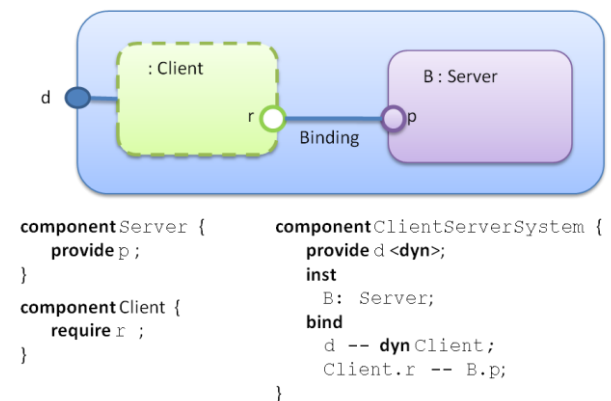 : Client
B : Server
d
r
p
Binding
component Server {
provide p ;
}
component Client {
require r ;
}
component ClientServerSystem {
provide d <dyn>;
inst
B: Server;
bind
d -- dyn Client;
Client.r -- B.p;
}